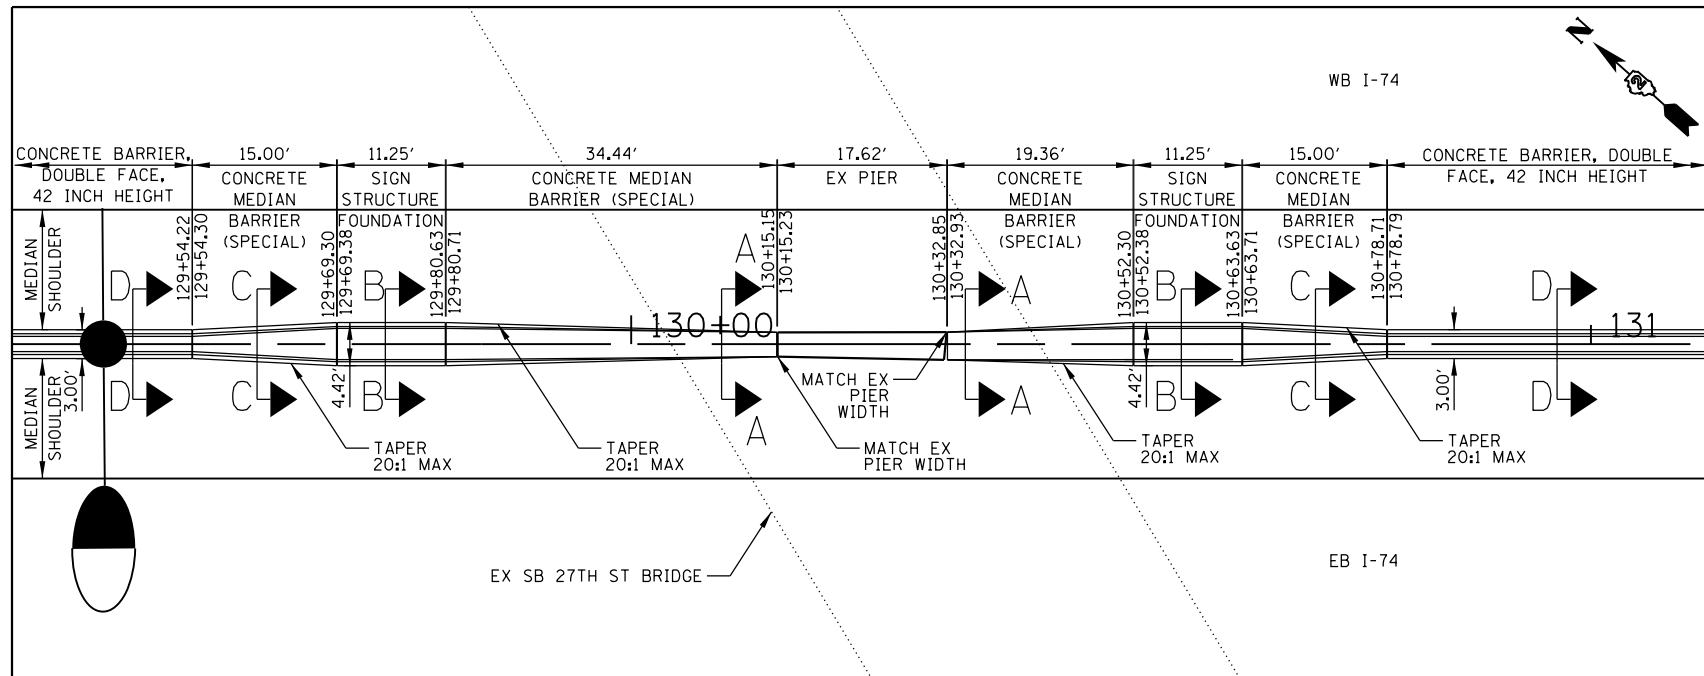 N
2
WB I-74
CONCRETE BARRIER,
DOUBLE FACE,
42 INCH HEIGHT
15.00'
CONCRETE
MEDIAN
BARRIER
(SPECIAL)
11.25'
SIGN
STRUCTURE
FOUNDATION
34.44'
CONCRETE MEDIAN
BARRIER (SPECIAL)
17.62'
EX PIER
19.36'
CONCRETE
MEDIAN
BARRIER
(SPECIAL)
11.25'
SIGN
STRUCTURE
FOUNDATION
15.00'
CONCRETE
MEDIAN
BARRIER
(SPECIAL)
CONCRETE BARRIER, DOUBLE
FACE, 42 INCH HEIGHT
MEDIAN
SHOULDER
129+54.22
129+54.30
129+69.30
129+69.38
129+80.63
129+80.71
130+15.15
130+15.23
130+32.85
130+32.93
130+52.30
130+52.38
130+63.63
130+63.71
130+78.71
130+78.79
D
C
B
A
A
B
C
D
130+00
131
MEDIAN
SHOULDER
3.00'
D
C
4.42'
B
A
A
4.42'
B
C
3.00'
D
MATCH EX
PIER
WIDTH
MATCH EX
PIER WIDTH
TAPER
20:1 MAX
TAPER
20:1 MAX
TAPER
20:1 MAX
TAPER
20:1 MAX
EX SB 27TH ST BRIDGE
EB I-74